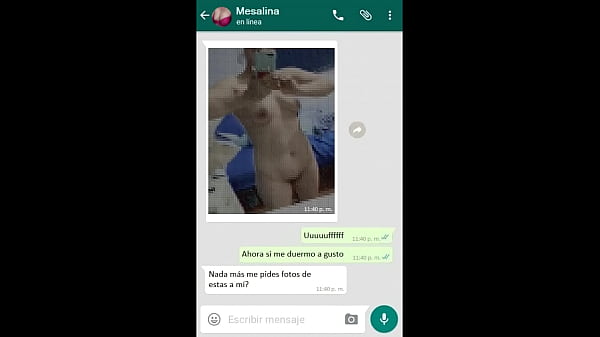 Mesalina
en línea
11:40 p. m.
Uuuuuffffff 11:40 p. m.
Ahora si me duermo a gusto 11:40 p. m.
Nada más me pides fotos de
estas a mi?
11:40 p. m.
Escribir mensaje